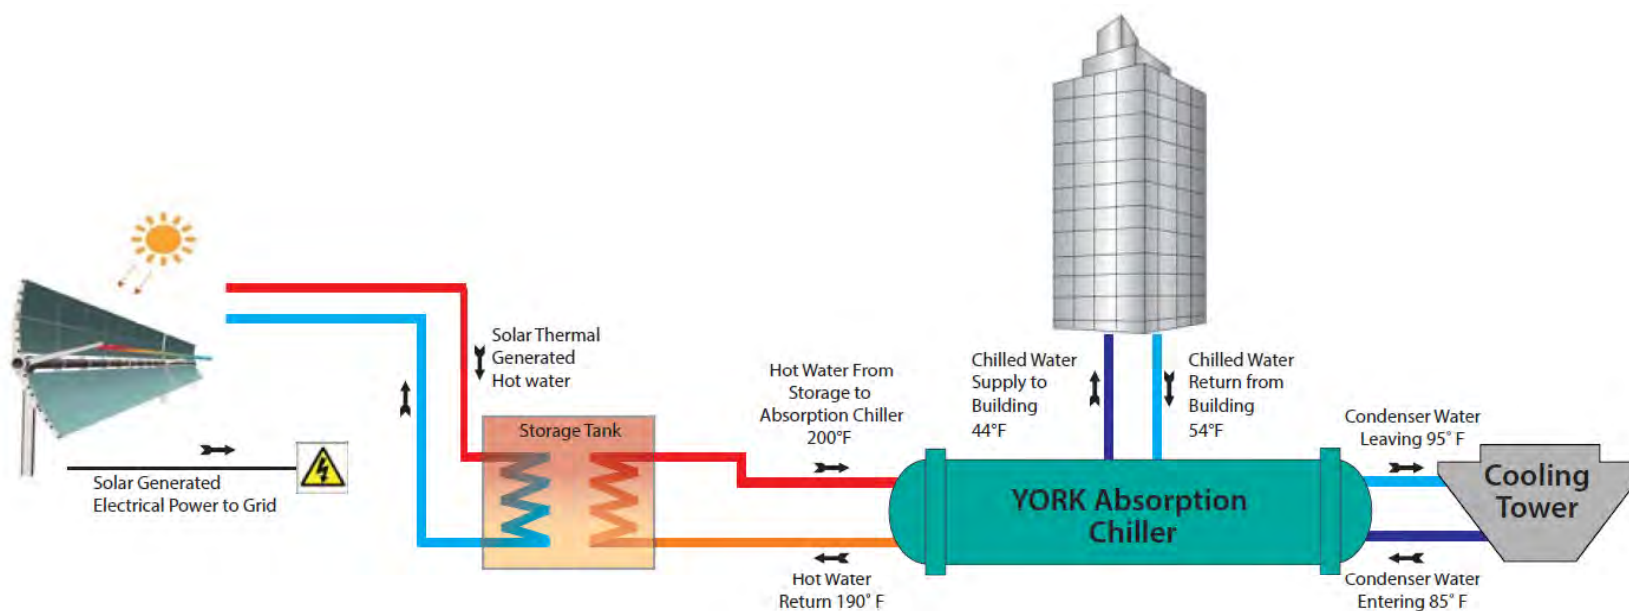 Solar Thermal
Generated
Hot water
Storage Tank
Solar Generated
Electrical Power to Grid
Hot Water From
Storage to
Absorption Chiller
200°F
Hot Water
Return 190° F
Chilled Water
Supply to
Building
44°F
Chilled Water
Return from
Building
54°F
YORK Absorption
Chiller
Condenser Water
Leaving 95° F
Cooling
Tower
Condenser Water
Entering 85° F